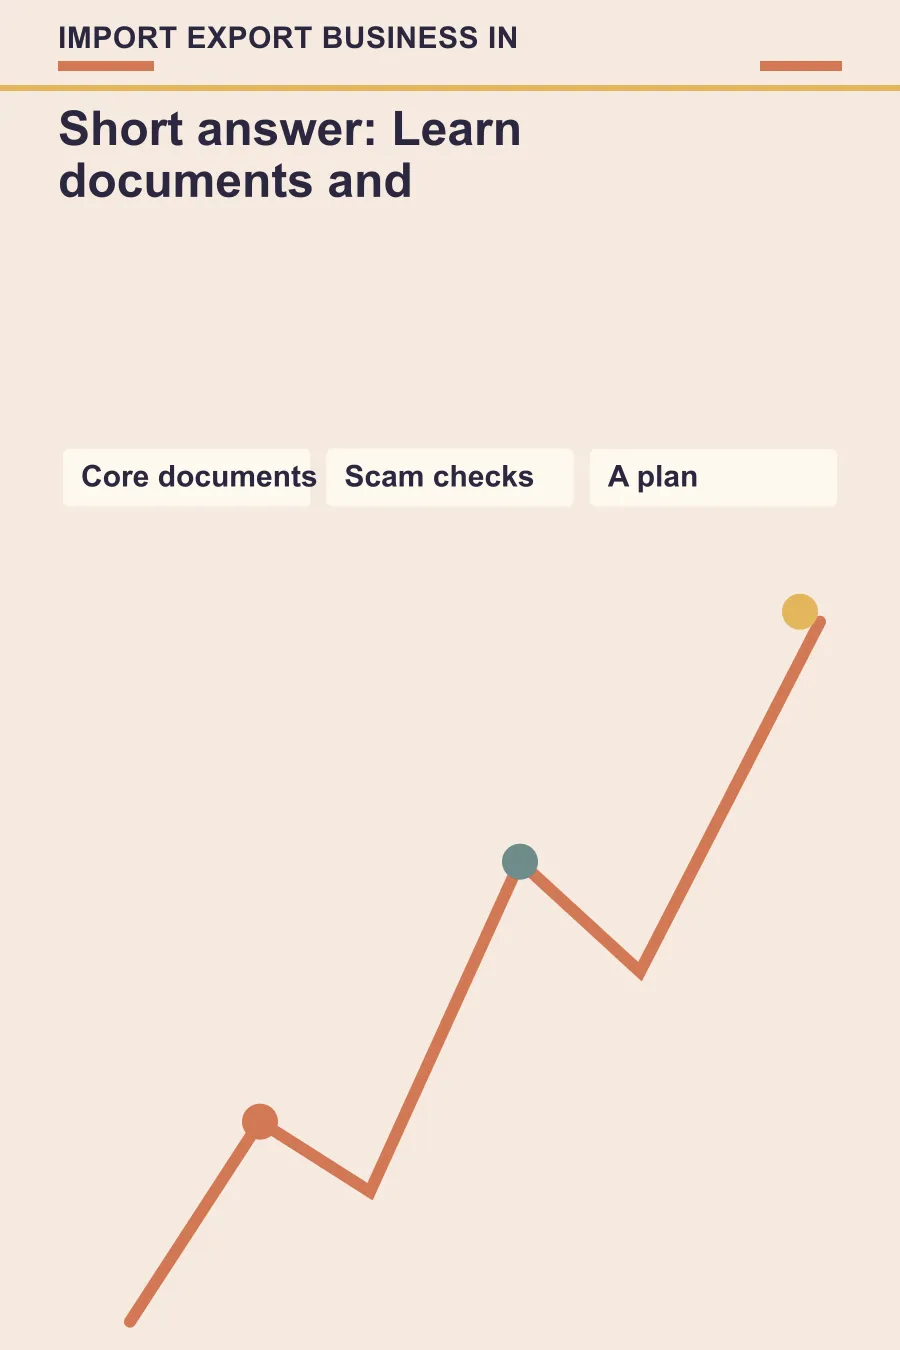 IMPORT EXPORT BUSINESS IN
Short answer: Learn
documents and
Core documents
Scam checks
A plan